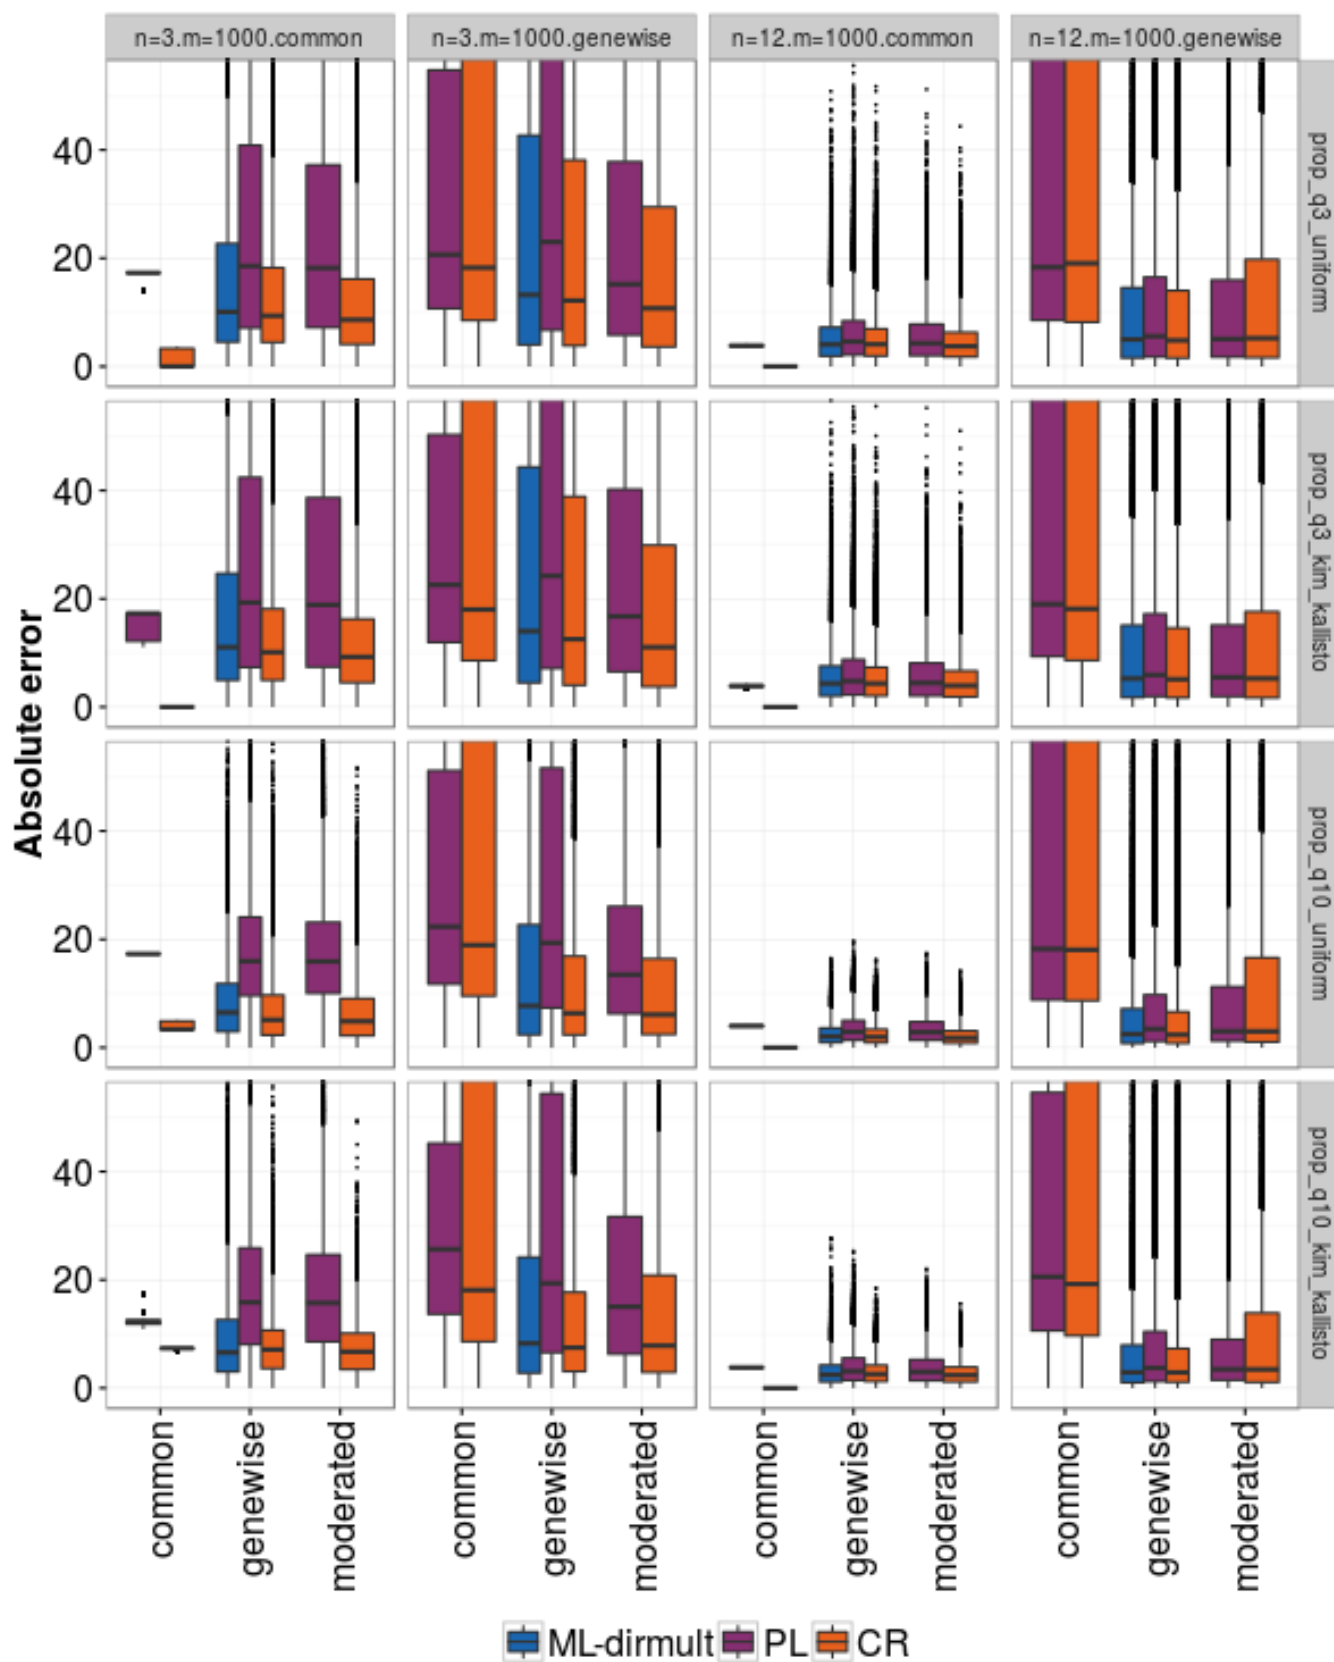 n=3.m=1000.common n=3.m=1000.genewise n=12.m=1000.common n=12.m=1000.genewise
Absolute error
40
20
0
prop_q3_uniform
40
20
0
prop_q3_kim_kallisto
40
20
0
prop_q10_uniform
40
20
0
prop_q10_kim_kallisto
common genewise moderated common genewise moderated common genewise moderated common genewise moderated
ML-dirmult PL CR